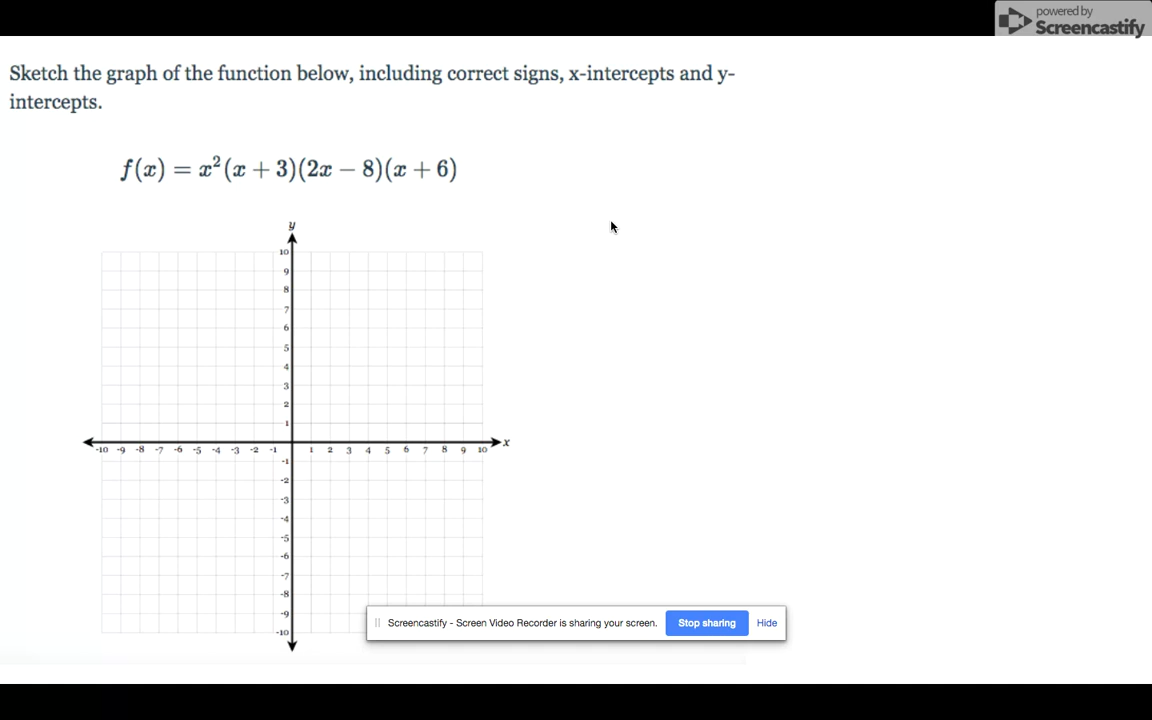 powered by
Screencastify
Sketch the graph of the function below, including correct signs, x-intercepts and y-
intercepts.
f(x) = x²(x + 3)(2x − 8)(x + 6)
y
10
9
8
7
6
5
4
3
2
1
-10 -9 -8 -7 -6 -5 -4 -3 -2 -1 1 2 3 4 5 6 7 8 9 10 x
-1
-2
-3
-4
-5
-6
-7
-8
-9
-10
Screencastify - Screen Video Recorder is sharing your screen. Stop sharing Hide